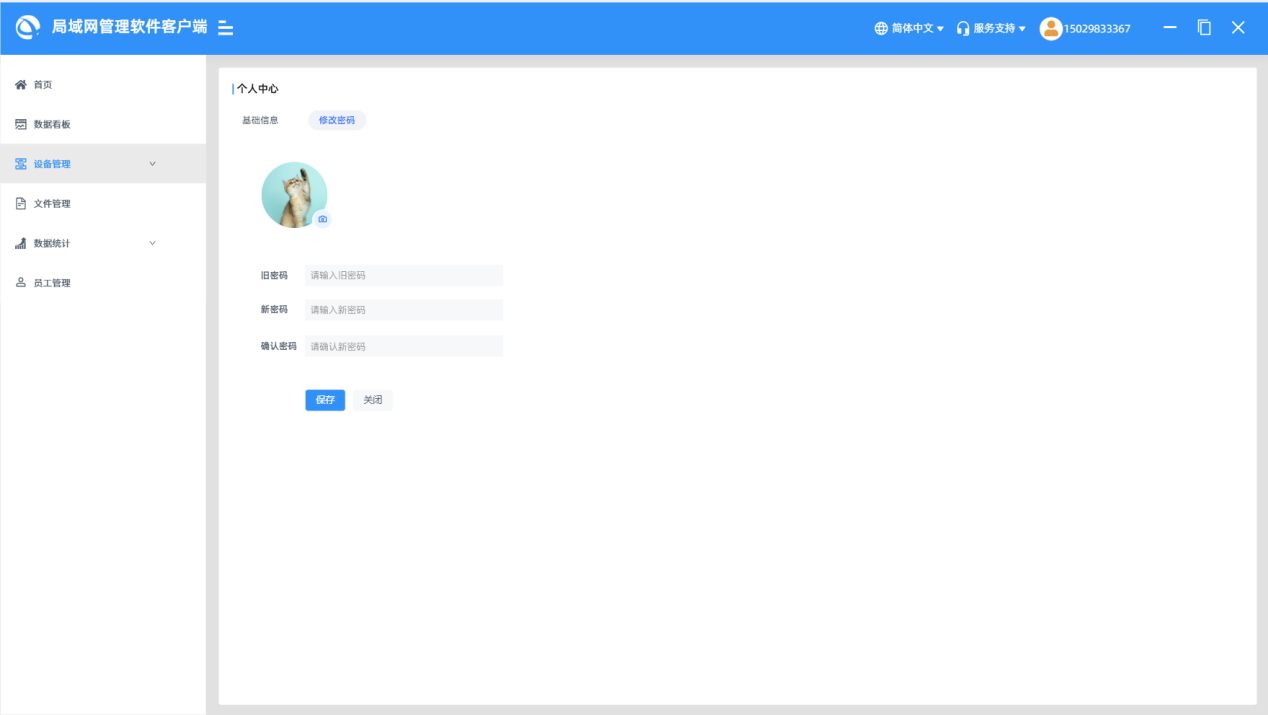 局域网管理软件客户端
简体中文 服务支持 15029833367
首页
数据看板
设备管理
文件管理
数据统计
员工管理
个人中心
基础信息 修改密码
旧密码 请输入旧密码
新密码 请输入新密码
确认密码 请确认新密码
保存 关闭